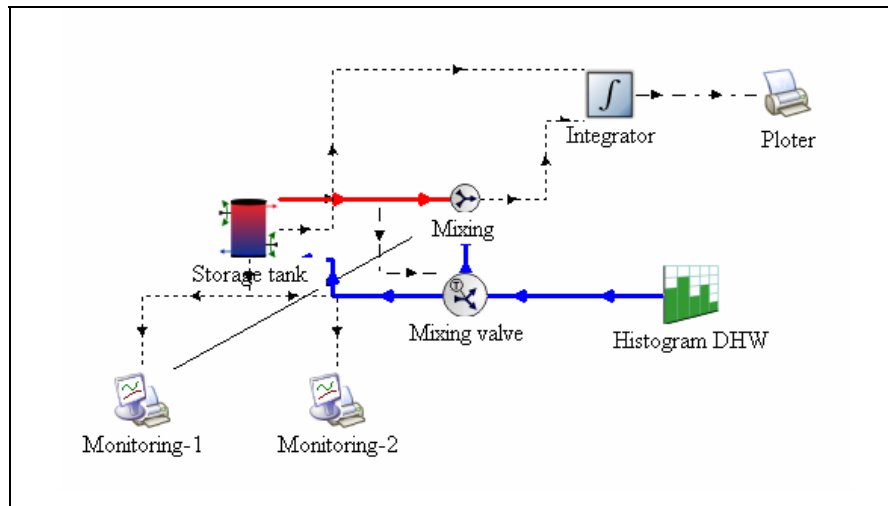 Integrator
Ploter
Mixing
Storage tank
T
Mixing valve
Histogram DHW
Monitoring-1
Monitoring-2